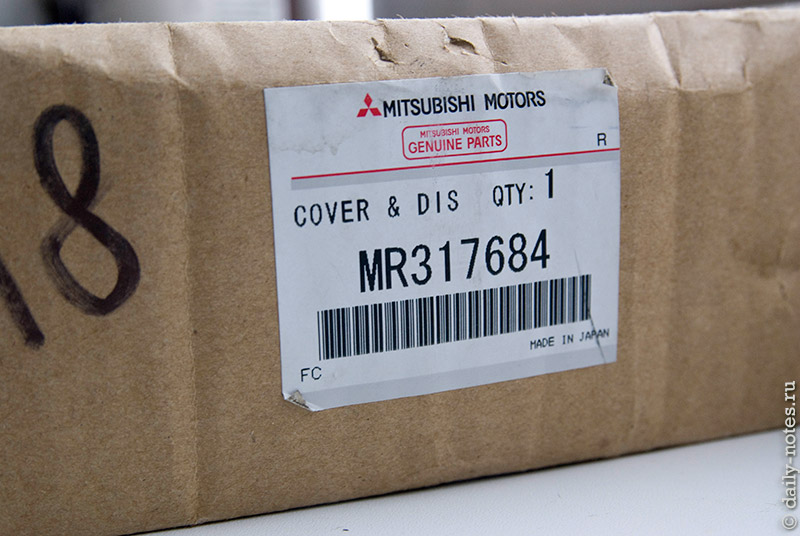 MITSUBISHI MOTORS
MITSUBISHI MOTORS
GENUINE PARTS
R
COVER & DIS QTY: 1
MR317684
MADE IN JAPAN
FC
18
© daily-notes.ru